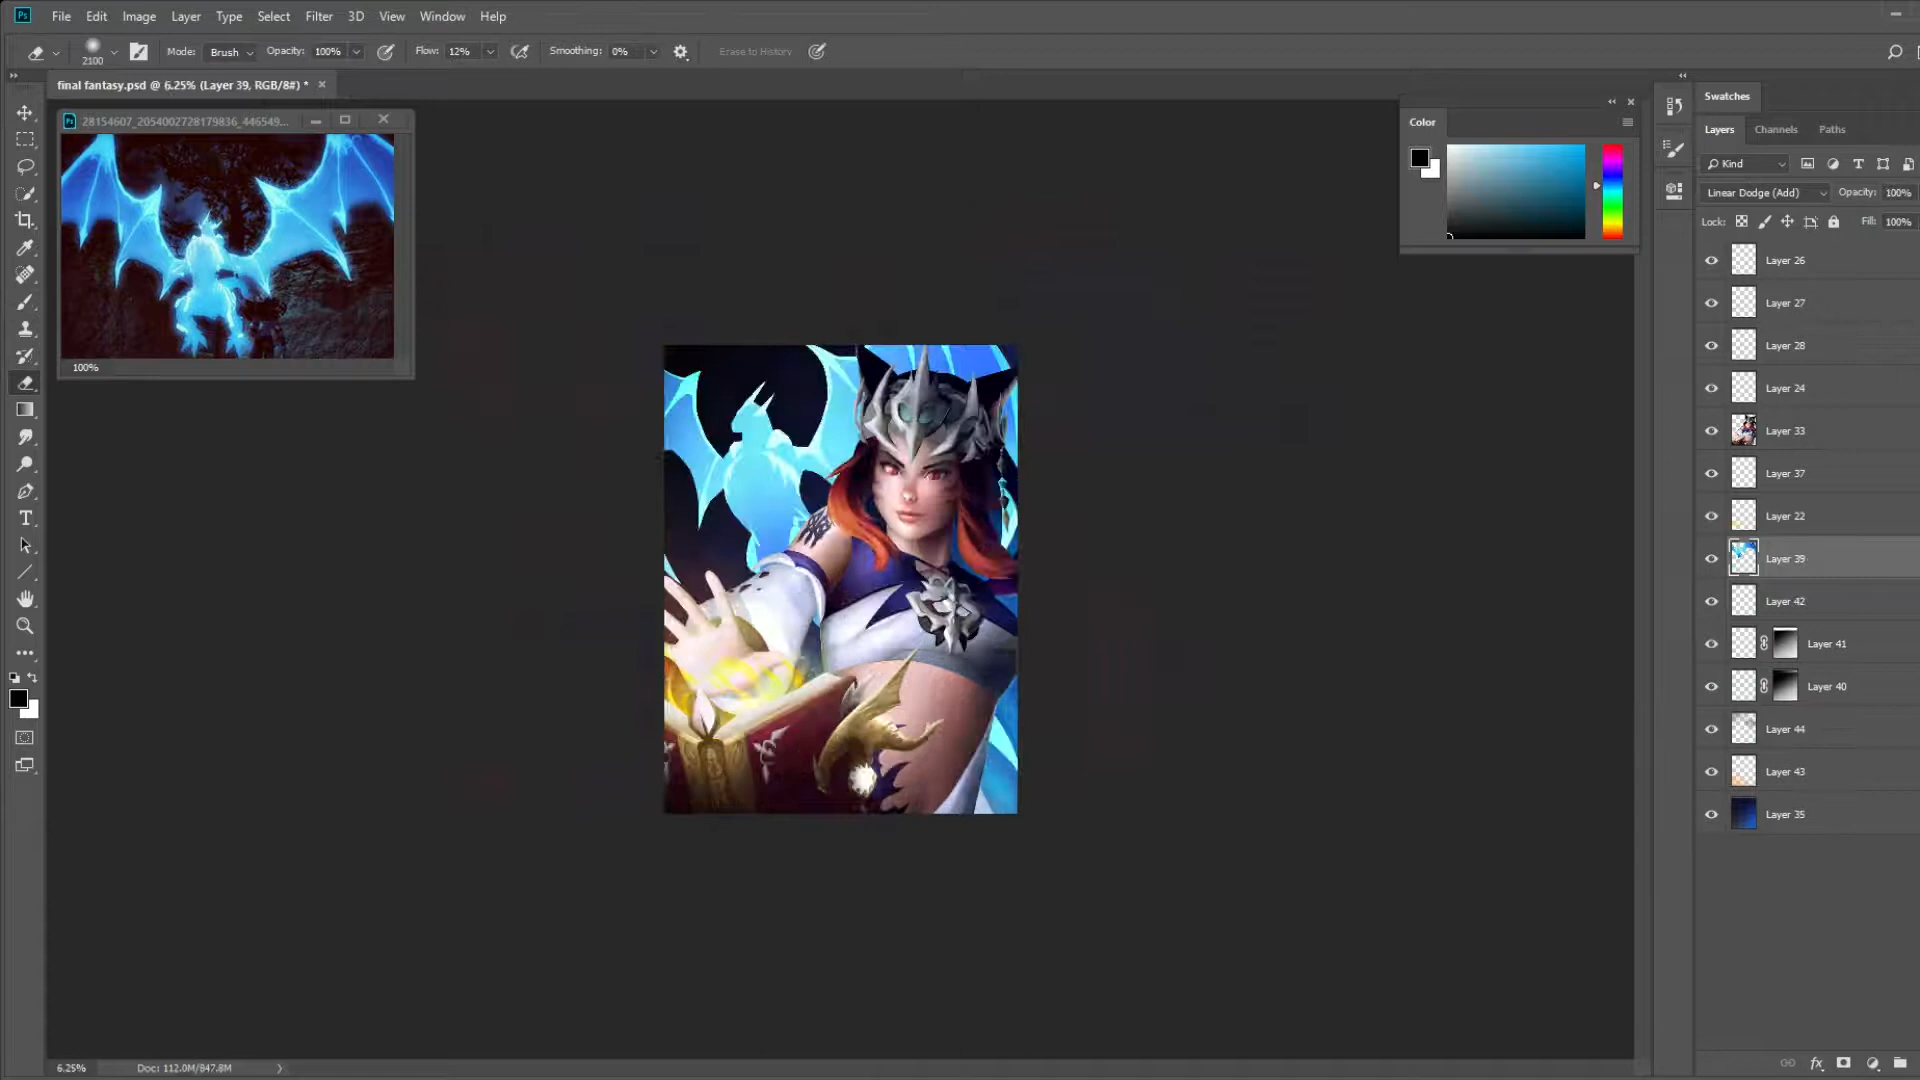 Ps File Edit Image Layer Type Select Filter 3D View Window Help
2100 Mode: Brush Opacity: 100% Flow: 12% Smoothing: 0% Erase to History
final fantasy.psd @ 6.25% (Layer 39, RGB/8#) * ×
28154607_2054002728179836_446549...
100%
Color
Swatches
Layers Channels Paths
Kind
Linear Dodge (Add) Opacity: 100%
Lock: Fill: 100%
Layer 26
Layer 27
Layer 28
Layer 24
Layer 33
Layer 37
Layer 22
Layer 39
Layer 42
Layer 41
Layer 40
Layer 44
Layer 43
Layer 35
6.25% Doc: 112.0M/847.8M